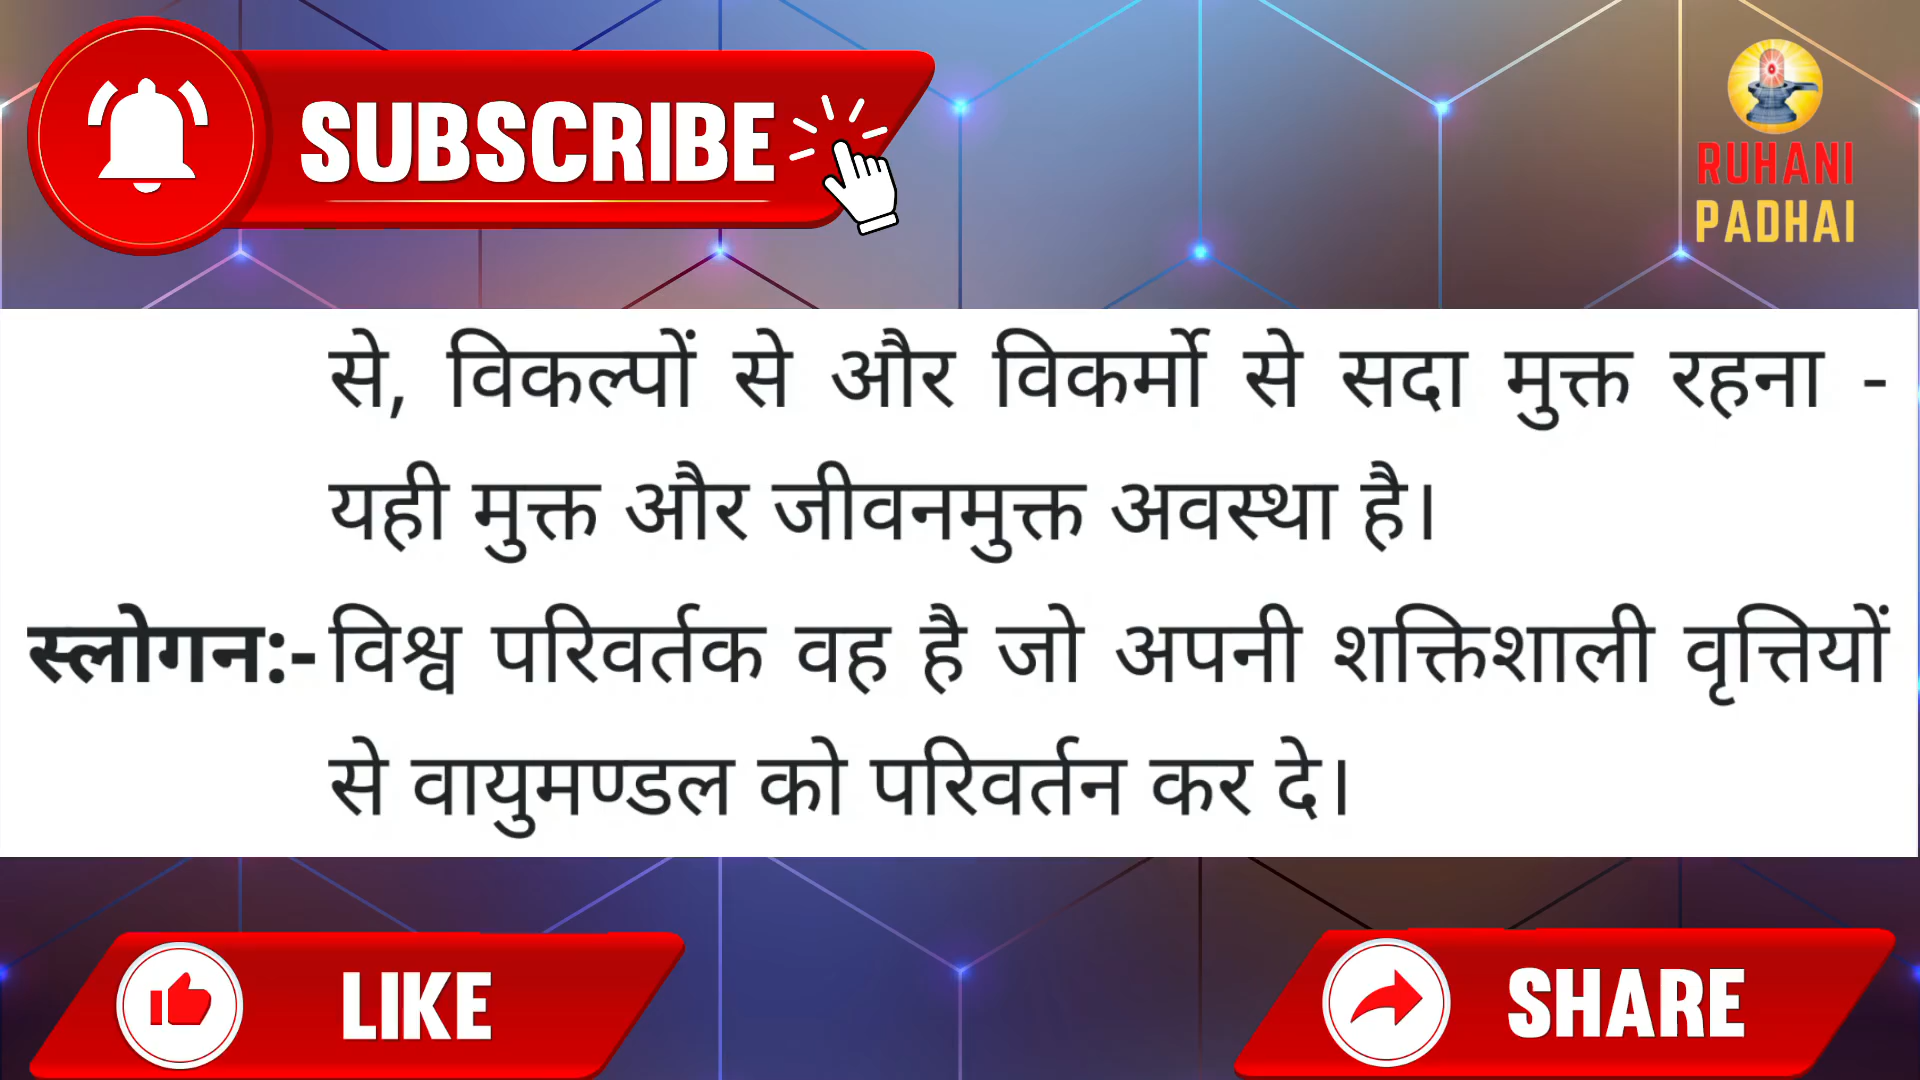 SUBSCRIBE
RUHANI
PADHAI
से, विकल्पों से और विकर्मो से सदा मुक्त रहना -
यही मुक्त और जीवनमुक्त अवस्था है।
स्लोगन:- विश्व परिवर्तक वह है जो अपनी शक्तिशाली वृत्तियों
से वायुमण्डल को परिवर्तन कर दे।
LIKE
SHARE